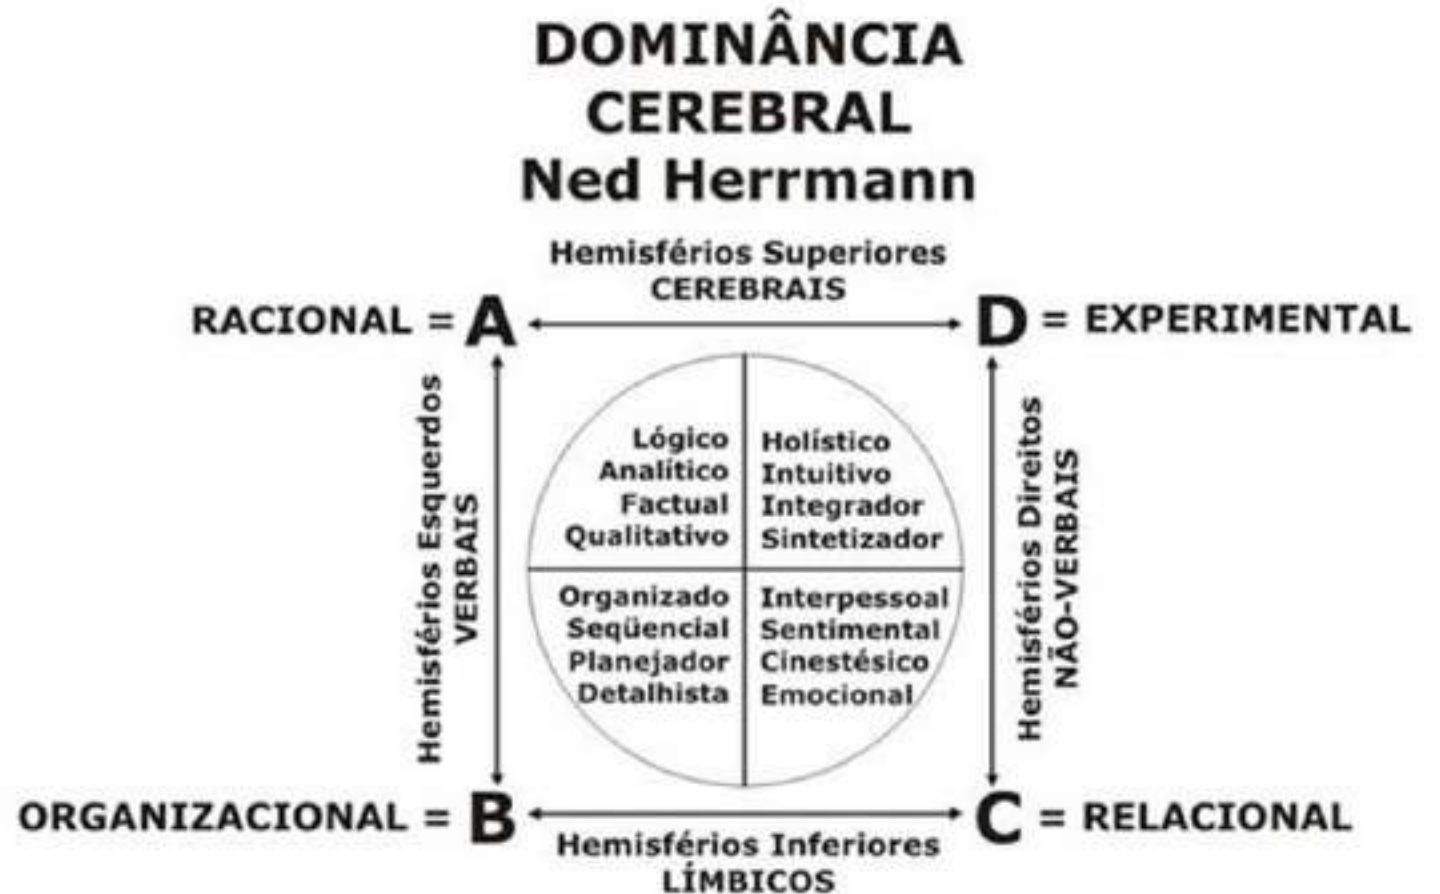 DOMINÂNCIA
CEREBRAL
Ned Herrmann
Hemisférios Superiores
CEREBRAIS
RACIONAL = A
D = EXPERIMENTAL
Hemisférios Esquerdos
VERBAIS
Lógico
Analítico
Factual
Qualitativo
Holístico
Intuitivo
Integrador
Sintetizador
Organizado
Seqüencial
Planejador
Detalhista
Interpessoal
Sentimental
Cinestésico
Emocional
Hemisférios Direitos
NÃO-VERBAIS
ORGANIZACIONAL = B
C = RELACIONAL
Hemisférios Inferiores
LÍMBICOS